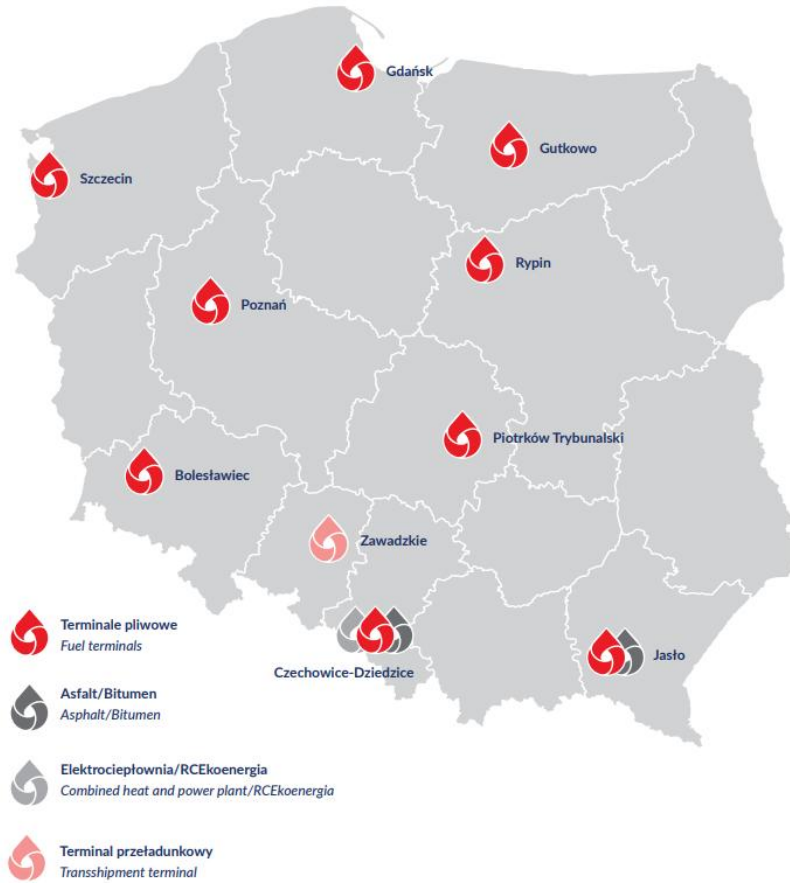 Gdańsk
Gutkowo
Szczecin
Rypin
Poznań
Piotrków Trybunalski
Bolesławiec
Zawadzkie
Czechowice-Dziedzice
Jasło
Terminale pliwowe
Fuel terminals
Asfalt/Bitumen
Asphalt/Bitumen
Elektrociepłownia/RCEkoenergia
Combined heat and power plant/RCEkoenergia
Terminal przeładunkowy
Transshipment terminal